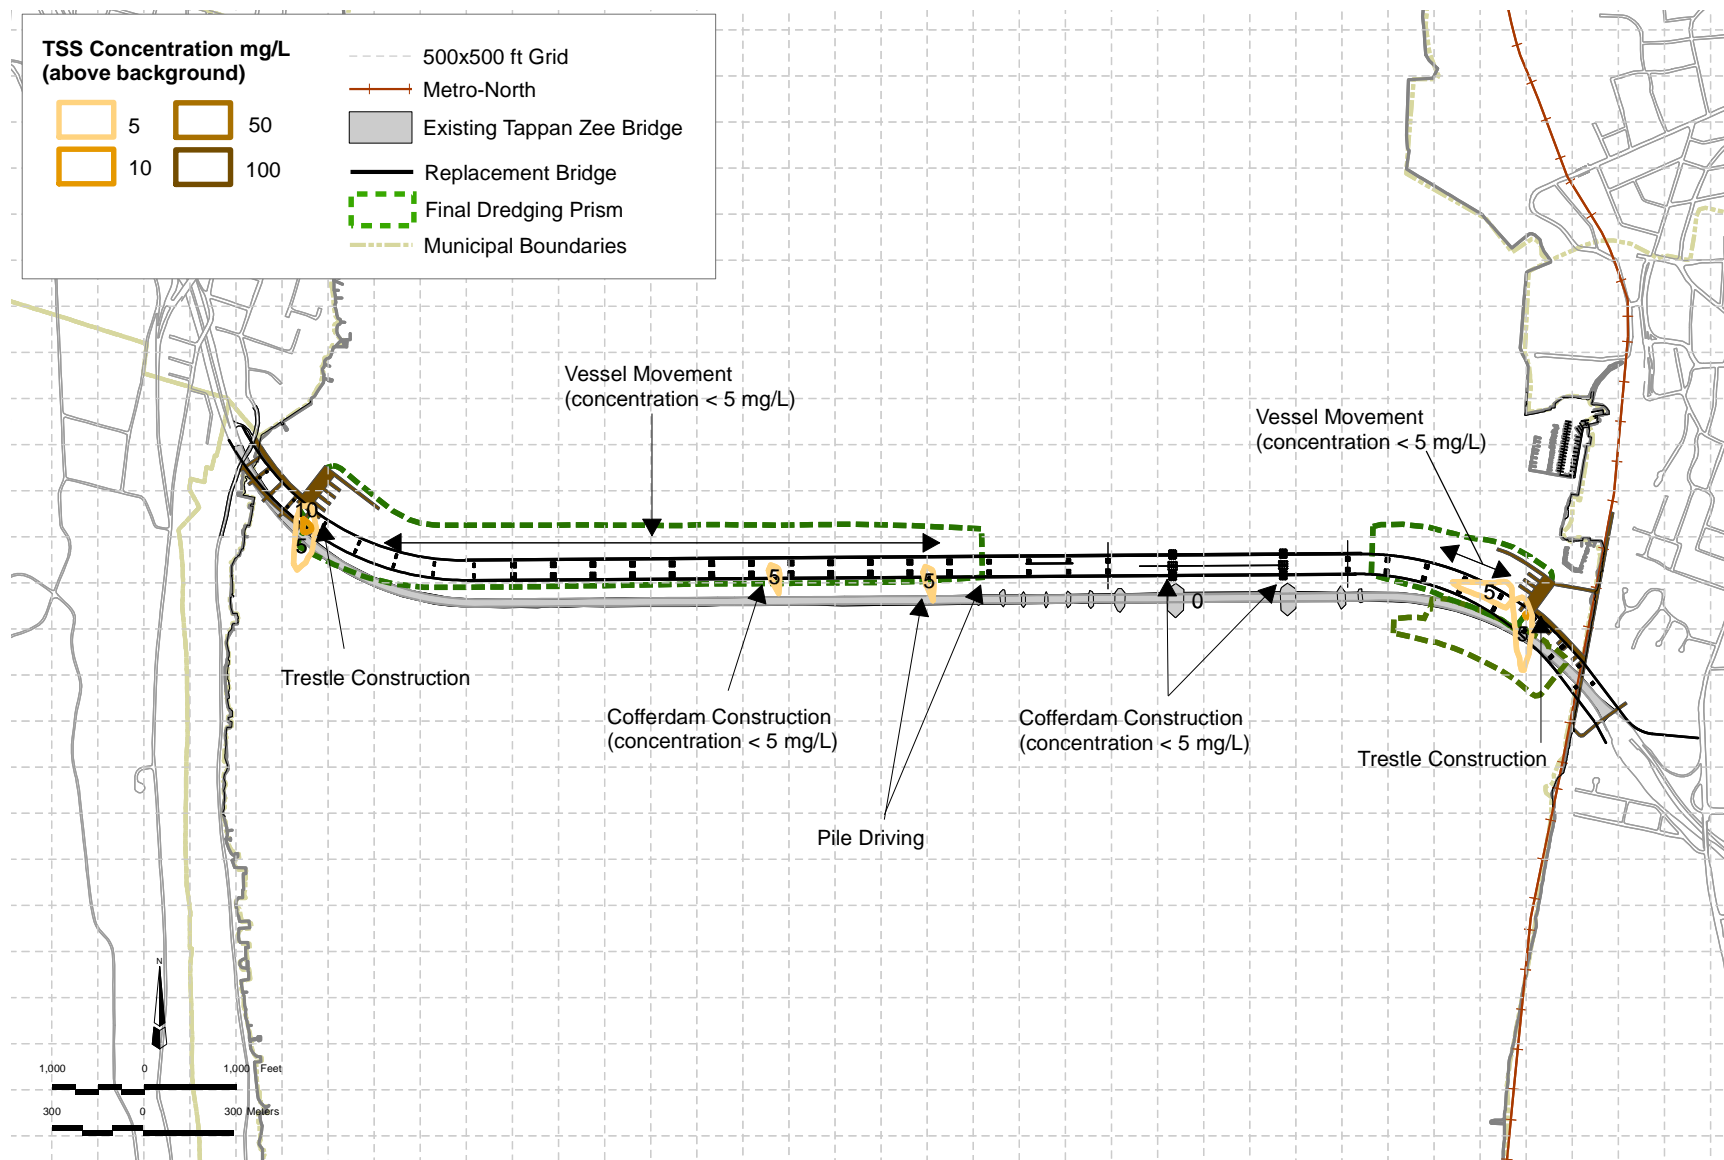 TSS Concentration mg/L
(above background)
5
50
10
100
500x500 ft Grid
Metro-North
Existing Tappan Zee Bridge
Replacement Bridge
Final Dredging Prism
Municipal Boundaries
Vessel Movement
(concentration < 5 mg/L)
Vessel Movement
(concentration < 5 mg/L)
10
5
5
5
5
0
Trestle Construction
Cofferdam Construction
(concentration < 5 mg/L)
Cofferdam Construction
(concentration < 5 mg/L)
Trestle Construction
Pile Driving
N
1,000 0 1,000 Feet
300 0 300 Meters